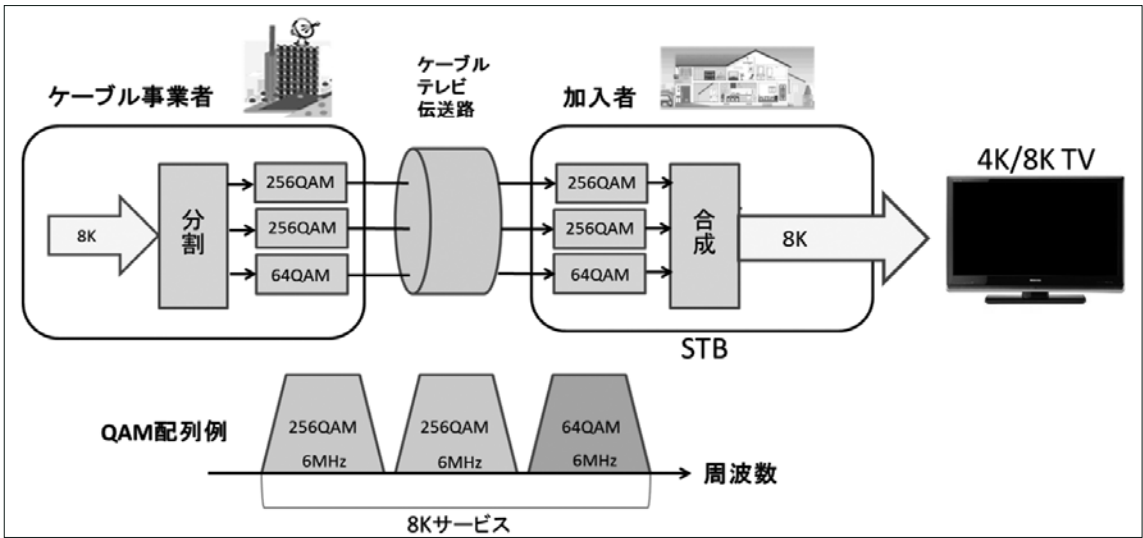 ケーブル事業者
ケーブル
テレビ
伝送路
加入者
4K/8K TV
8K
分割
256QAM
256QAM
64QAM
256QAM
256QAM
64QAM
合成
8K
STB
QAM配列例
256QAM
6MHz
256QAM
6MHz
64QAM
6MHz
周波数
8Kサービス